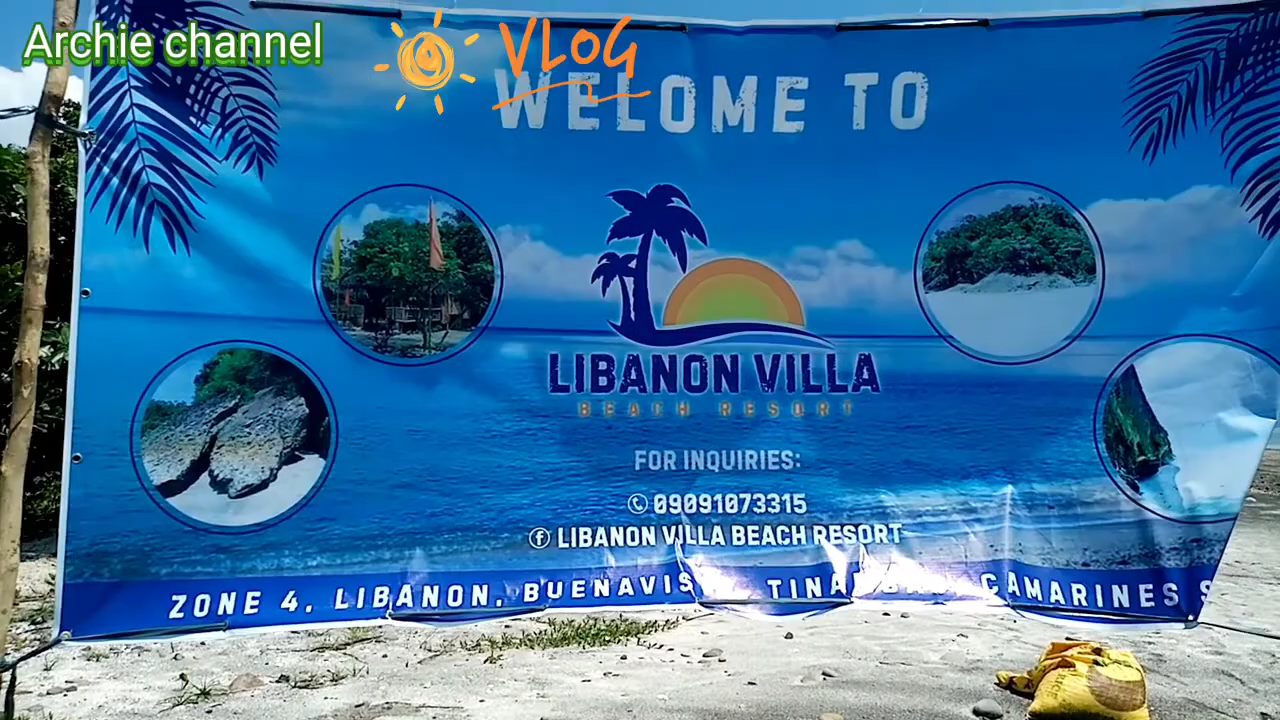 Archie channel
VLOG
WELOME TO
LIBANON VILLA
BEACH RESORT
FOR INQUIRIES:
09091073315
LIBANON VILLA BEACH RESORT
ZONE 4, LIBANON, CAMARINES